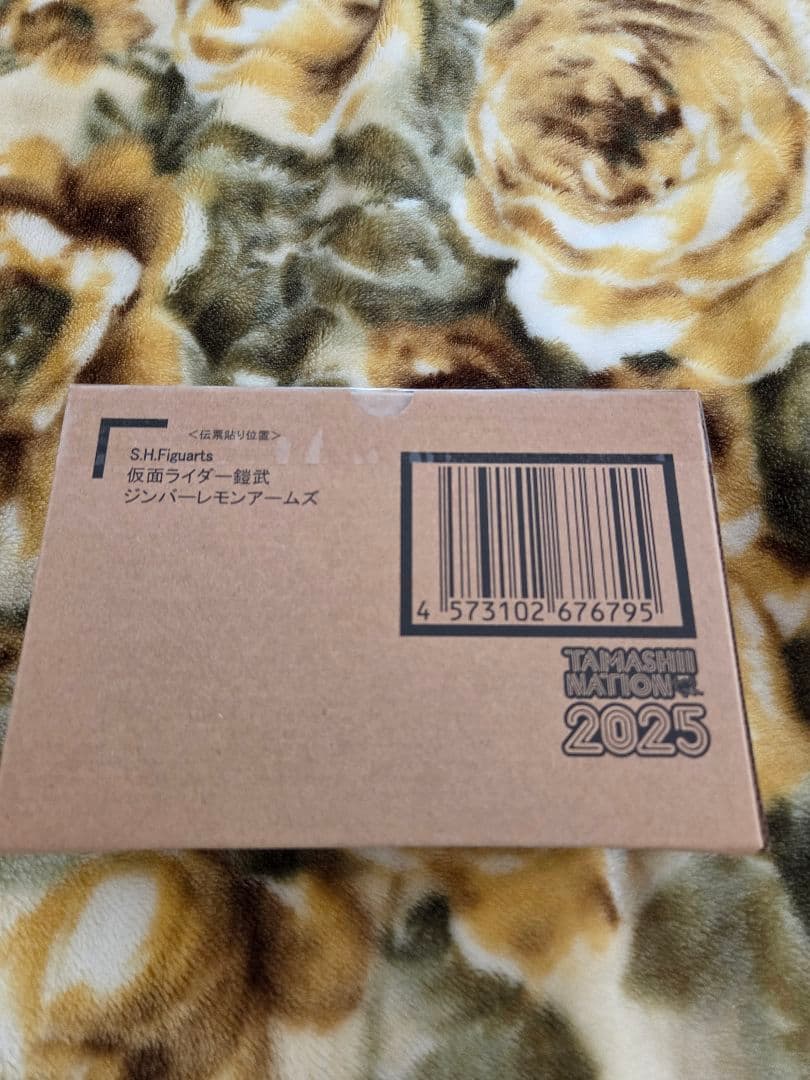 ＜伝票貼り位置＞
S.H.Figuarts
仮面ライダー鎧武
ジンバーレモンアームズ
4 573102 676795
TAMASHII
NATION
2025